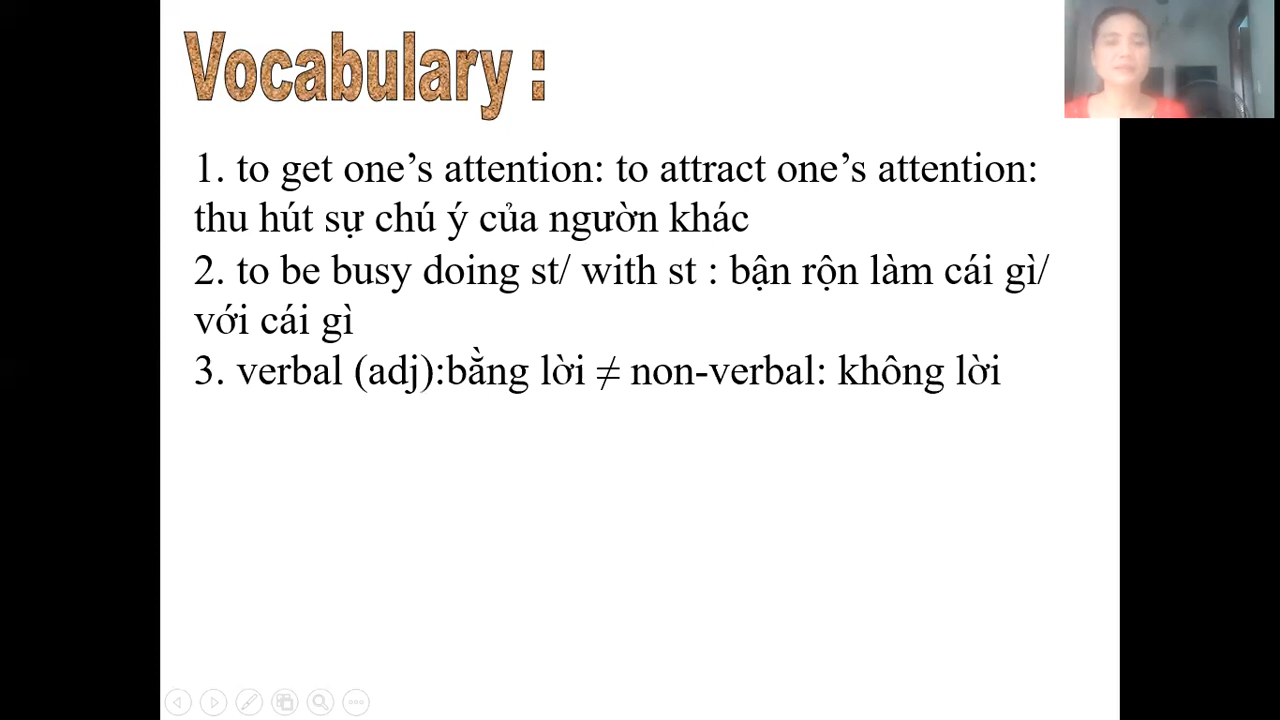 Vocabulary :
1. to get one’s attention: to attract one’s attention:
thu hút sự chú ý của ngườn khác
2. to be busy doing st/ with st : bận rộn làm cái gì/
với cái gì
3. verbal (adj):bằng lời ≠ non-verbal: không lời